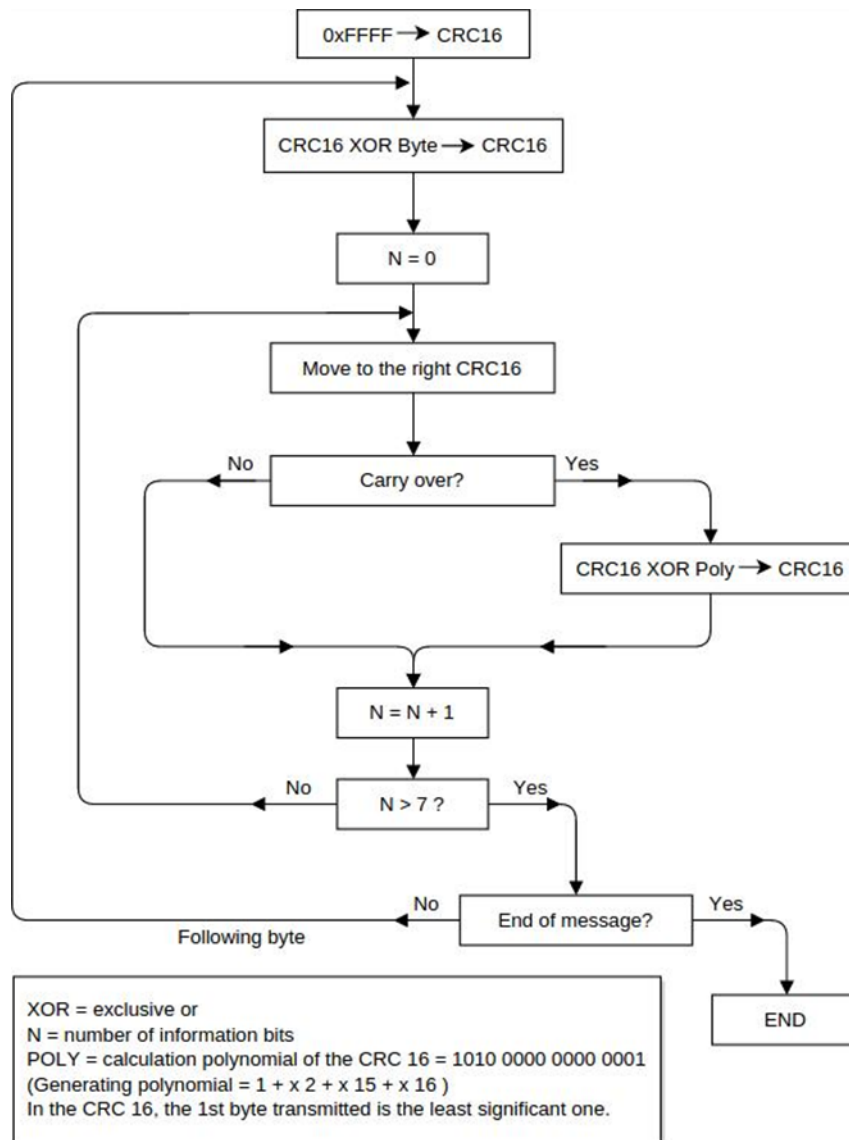 0xFFFF → CRC16
CRC16 XOR Byte → CRC16
N = 0
Move to the right CRC16
No
Carry over?
Yes
CRC16 XOR Poly → CRC16
N = N + 1
No
N > 7 ?
Yes
No
End of message?
Yes
Following byte
END
XOR = exclusive or
N = number of information bits
POLY = calculation polynomial of the CRC 16 = 1010 0000 0000 0001
(Generating polynomial = 1 + x 2 + x 15 + x 16 )
In the CRC 16, the 1st byte transmitted is the least significant one.